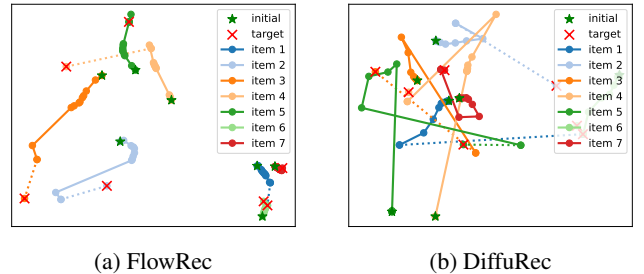 initial
target
item 1
item 2
item 3
item 4
item 5
item 6
item 7
initial
target
item 1
item 2
item 3
item 4
item 5
item 6
item 7
(a) FlowRec
(b) DiffuRec